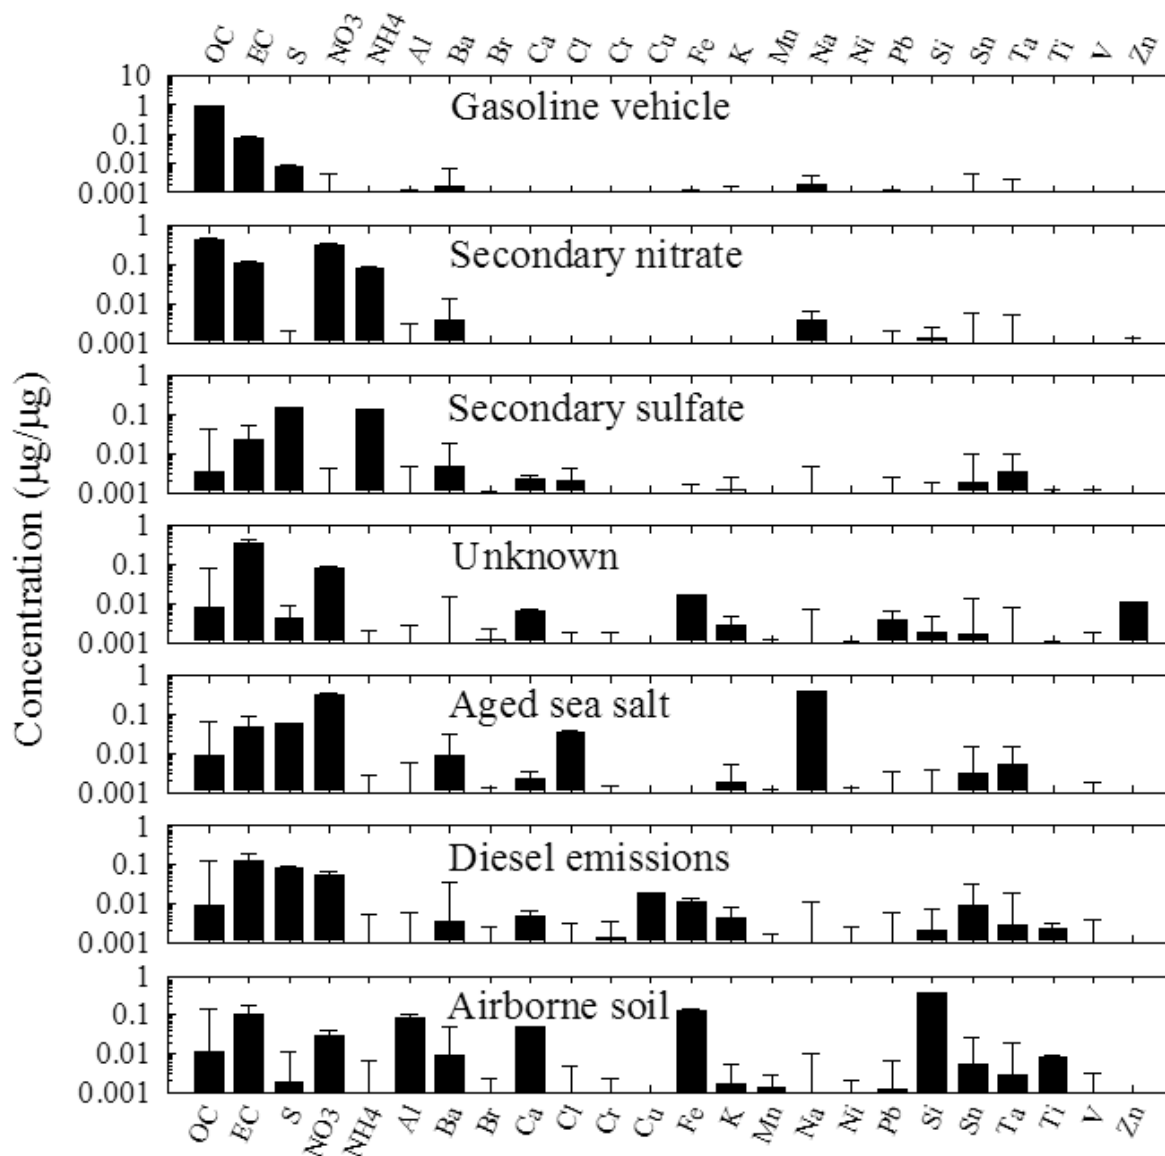 OC EC S NO3 NH4 Al Ba Br Ca Cl Cr Cu Fe K Mn Na Ni Pb Si Sn Ta Ti V Zn
Concentration (μg/μg)
10
1
0.1
0.01
0.001
Gasoline vehicle
1
0.1
0.01
0.001
Secondary nitrate
1
0.1
0.01
0.001
Secondary sulfate
1
0.1
0.01
0.001
Unknown
1
0.1
0.01
0.001
Aged sea salt
1
0.1
0.01
0.001
Diesel emissions
1
0.1
0.01
0.001
Airborne soil
OC EC S NO3 NH4 Al Ba Br Ca Cl Cr Cu Fe K Mn Na Ni Pb Si Sn Ta Ti V Zn